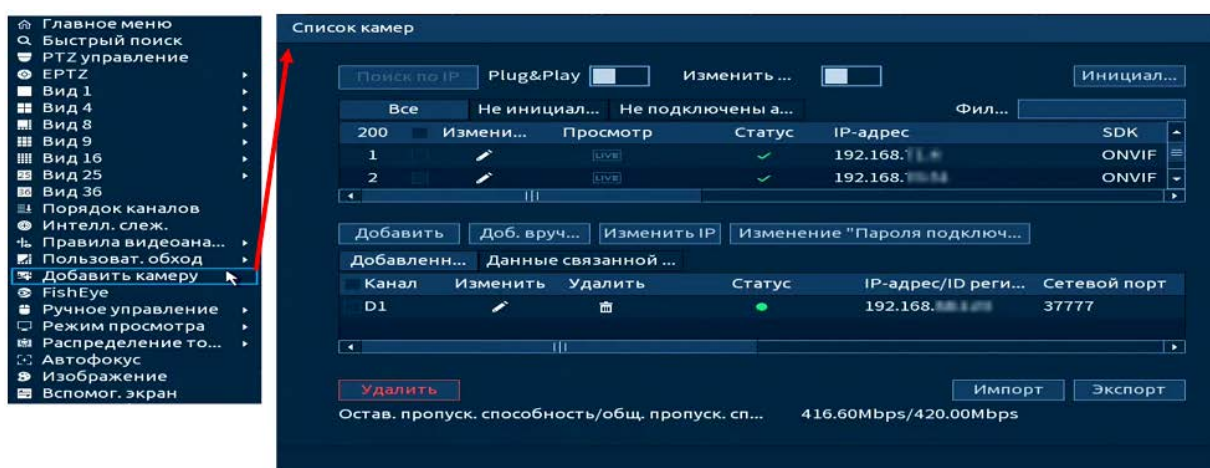 Главное меню
Быстрый поиск
PTZ управление
EPTZ
Вид 1
Вид 4
Вид 8
Вид 9
Вид 16
Вид 25
Вид 36
Порядок каналов
Интелл. слеж.
Правила видеоана...
Пользоват. обход
Добавить камеру
FishEye
Ручное управление
Режим просмотра
Распределение то...
Автофокус
Изображение
Вспомог. экран
Список камер
Поиск по IP Plug&Play Изменить ... Инициал...
Все Не инициал... Не подключены а... Фил...
200 Измени... Просмотр Статус IP-адрес SDK
1 LIVE 192.168. ONVIF
2 LIVE 192.168. ONVIF
Добавить Доб. вруч... Изменить IP Изменение "Пароля подключ...
Добавленн... Данные связанной ...
Канал Изменить Удалить Статус IP-адрес/ID реги... Сетевой порт
D1 192.168. 37777
Удалить Импорт Экспорт
Остав. пропуск. способность/общ. пропуск. сп... 416.60Mbps/420.00Mbps